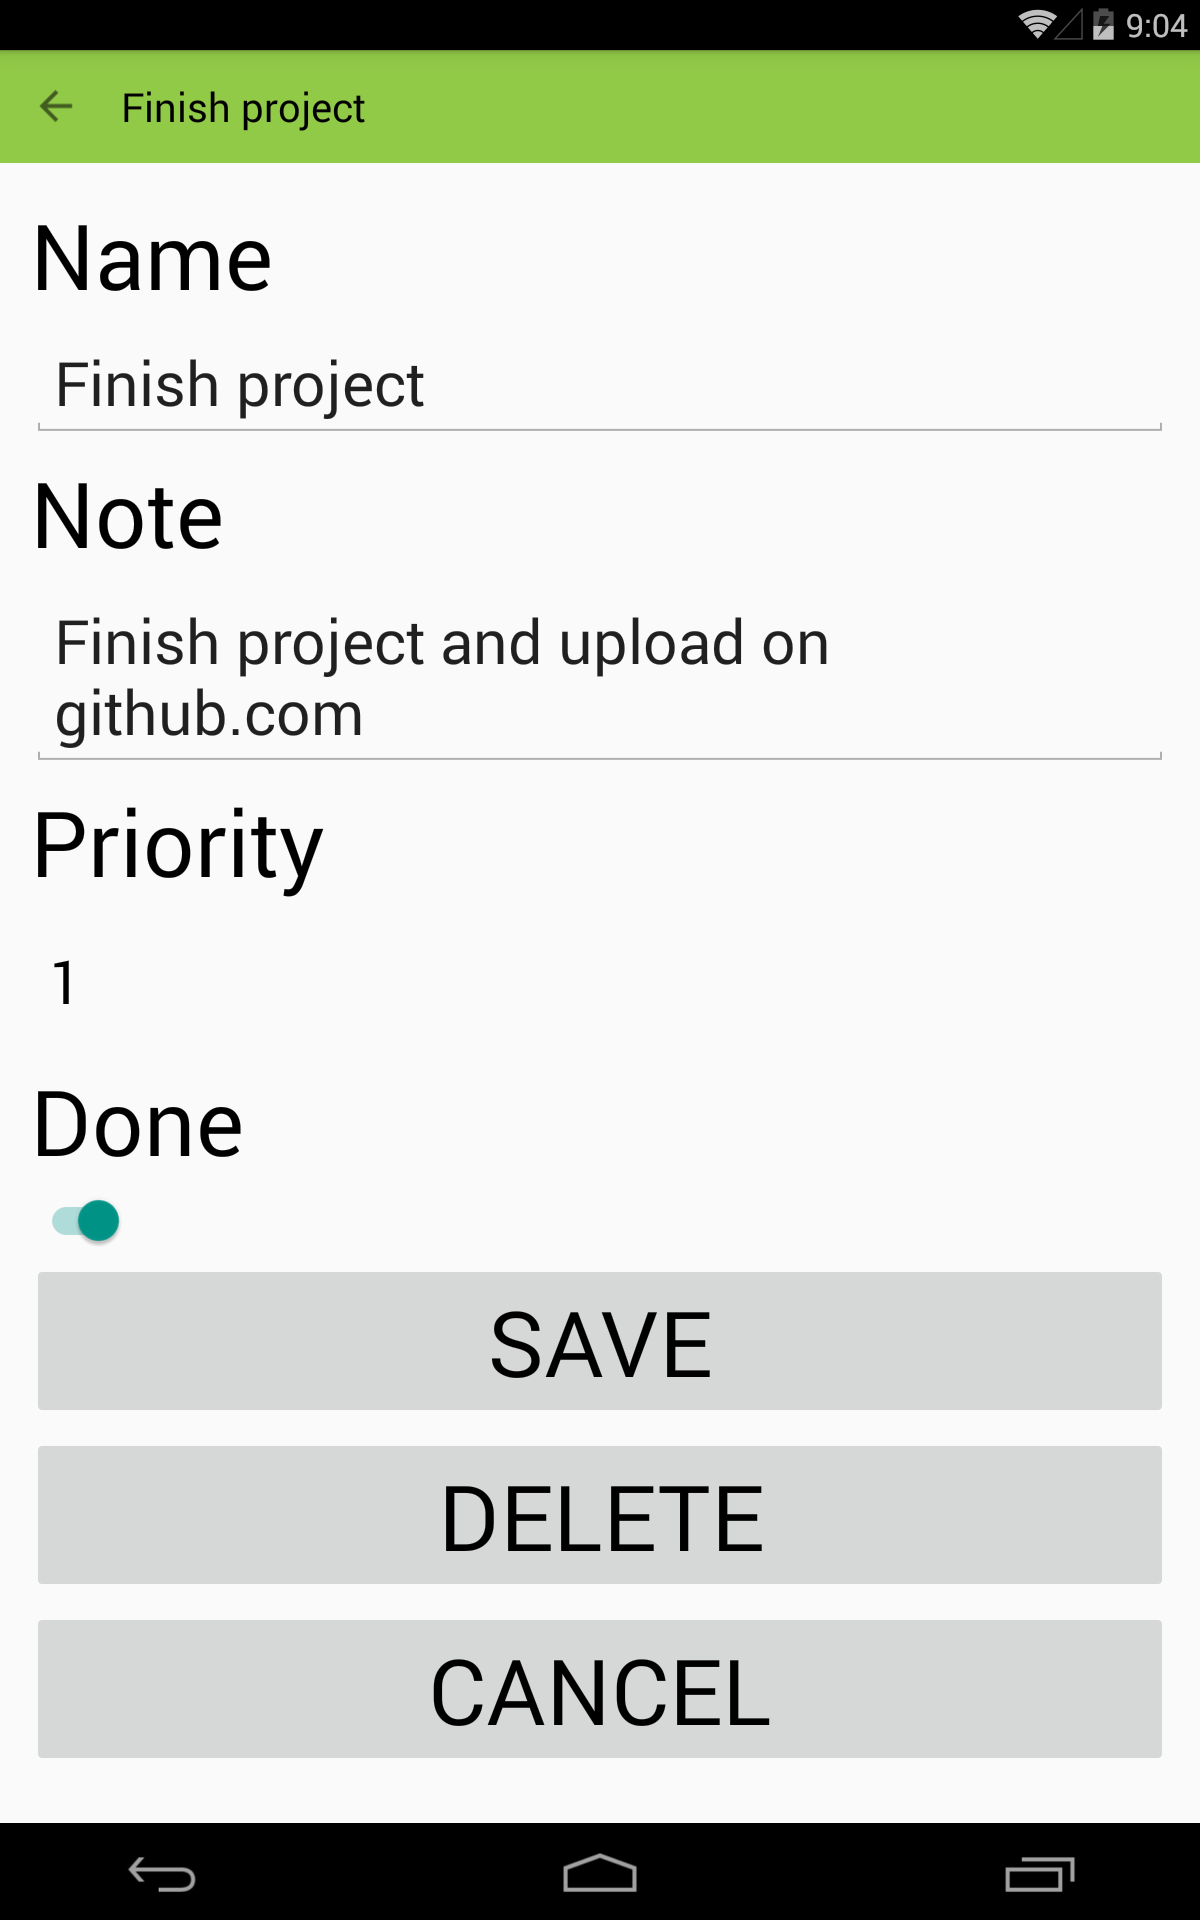 9:04
Finish project
Name
Finish project
Note
Finish project and upload on
github.com
Priority
1
Done
SAVE
DELETE
CANCEL